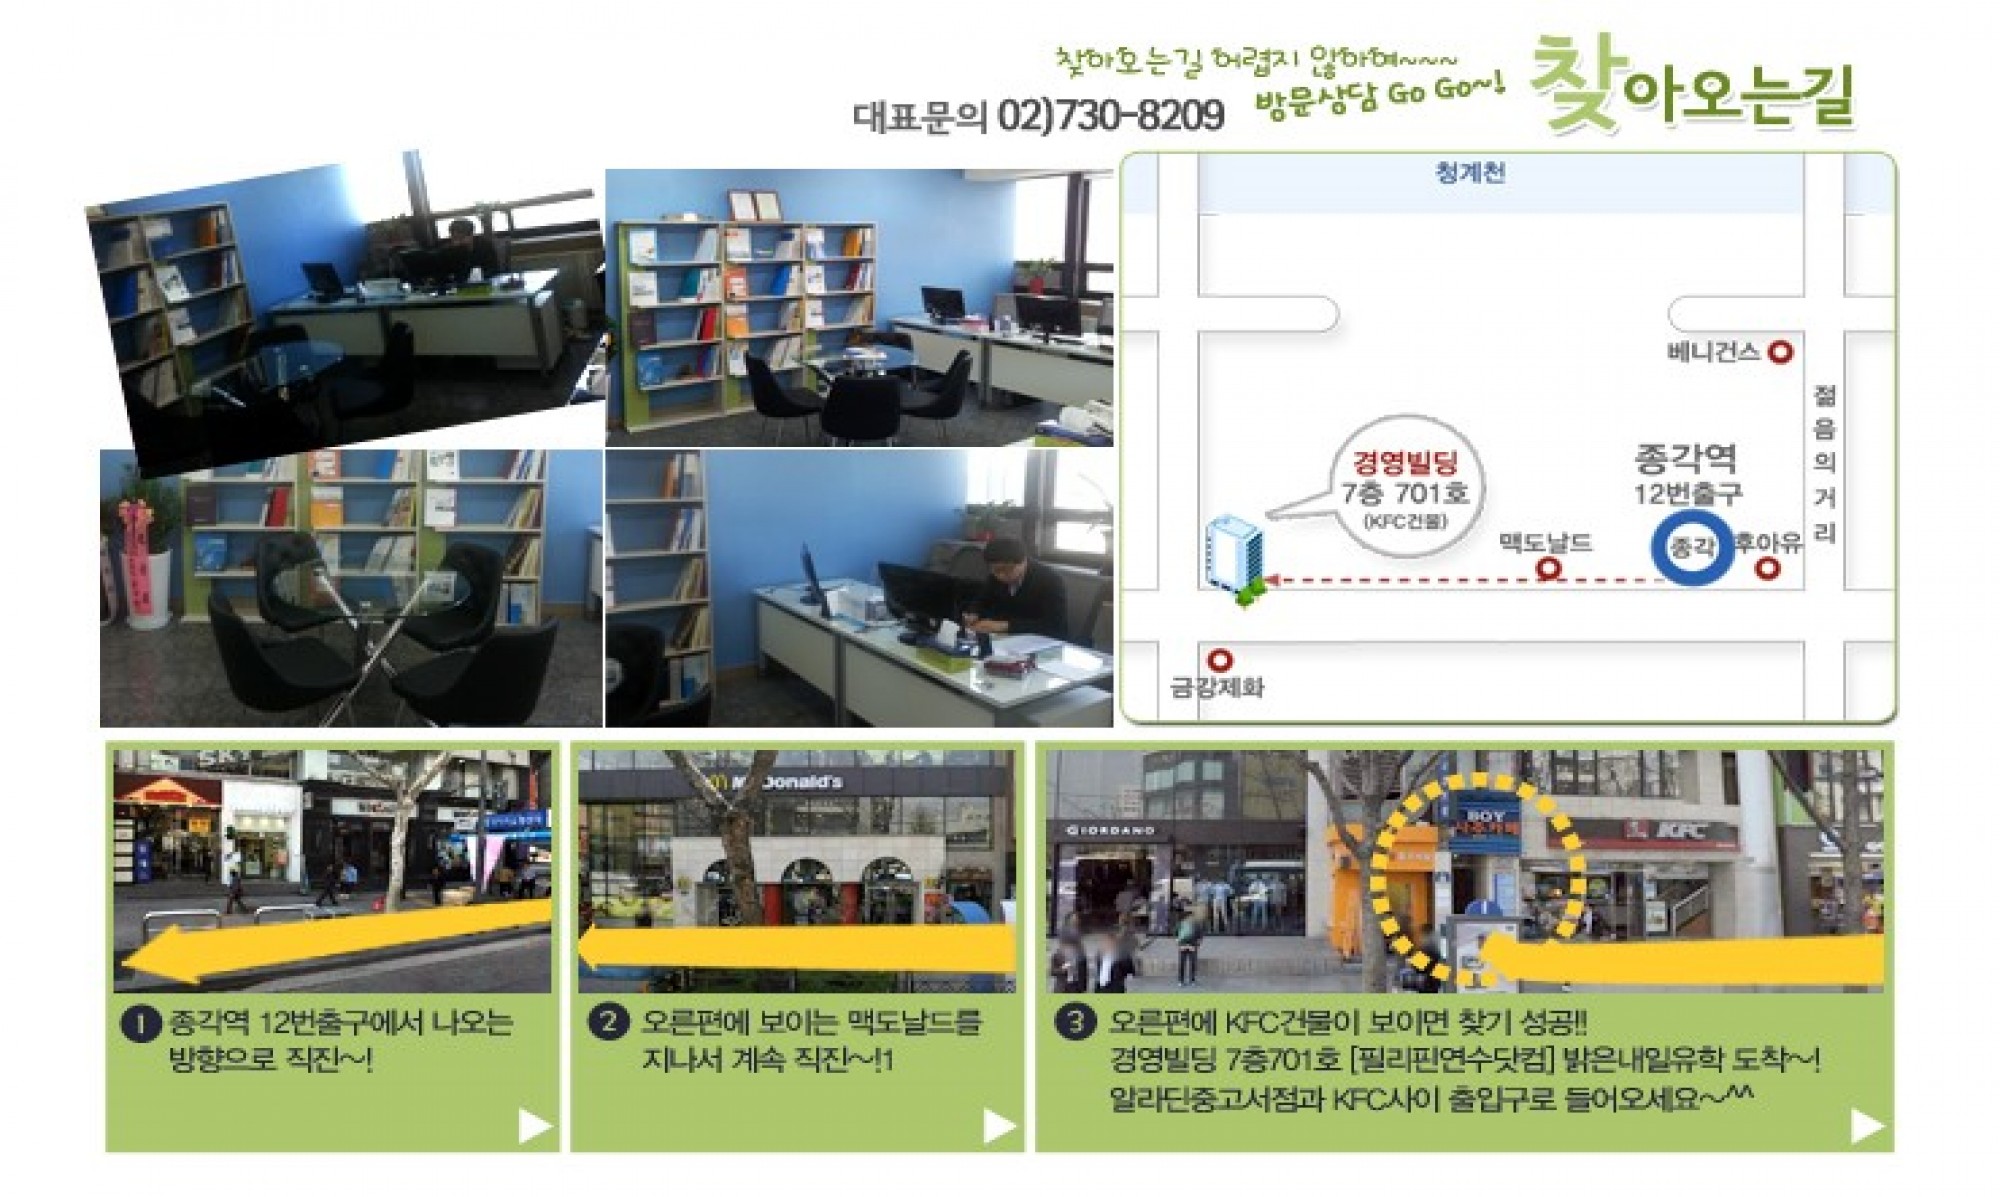 찾아오는길 어렵지 않아여~~~~
방문상담 Go Go~!
찾아오는길
대표문의 02)730-8209
청계천
베니건스
젊음의거리
경영빌딩
7층 701호
(KFC건물)
종각역
12번출구
맥도날드
종각
후아유
금강제화
McDonald's
GIORDANO
BOY
사주카페
KFC
1 종각역 12번출구에서 나오는
방향으로 직진~!
2 오른편에 보이는 맥도날드를
지나서 계속 직진~!1
3 오른편에 KFC건물이 보이면 찾기 성공!!
경영빌딩 7층701호 [필리핀연수닷컴] 밝은내일유학 도착~!
알라딘중고서점과 KFC사이 출입구로 들어오세요~^^